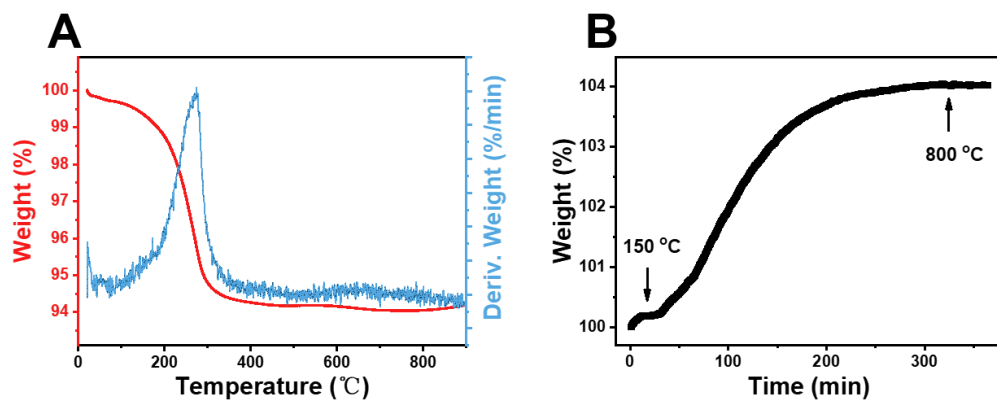 A
Weight (%)
100
99
98
97
96
95
94
0
200
400
600
800
Temperature (℃)
Deriv. Weight (%/min)
B
Weight (%)
104
103
102
101
100
150 °C
800 °C
0
100
200
300
Time (min)